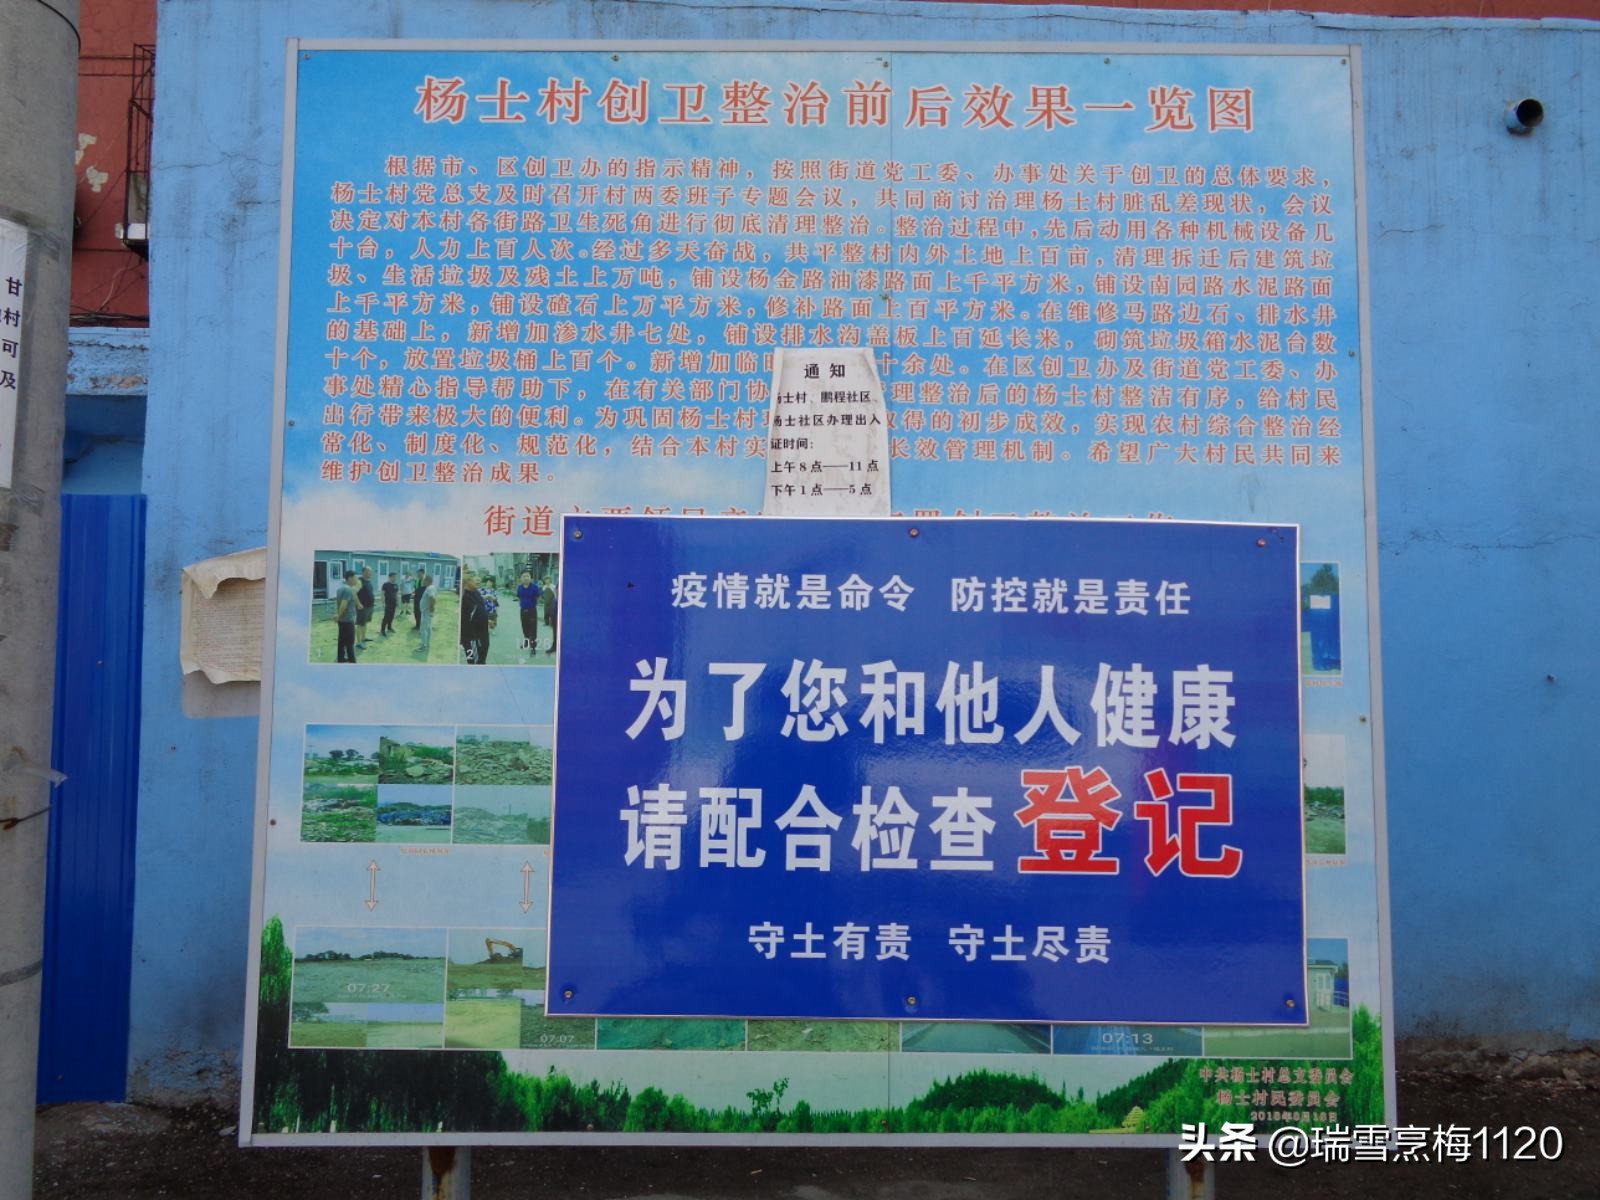 杨士村创卫整治前后效果一览图
根据市、区创卫办的指示精神，按照街道党工委、办事处关于创卫的总体要求，
杨士村党总支及时召开村两委班子专题会议，共同商讨治理杨士村脏乱差现状，会议
决定对本村各街路卫生死角进行彻底清理整治。整治过程中，先后动用各种机械设备几
十台，人力上百人次。经过多天奋战，共平整村内外土地上百亩，清理拆迁后建筑垃
圾、生活垃圾及残土上万吨，铺设杨金路油漆路面上千平方米，铺设南园路水泥路面
上千平方米，铺设碴石上万平方米，修补路面上百平方米。在维修马路边石、排水井
的基础上，新增加渗水井七处，铺设排水沟盖板上百延长米，砌筑垃圾箱水泥台数
十个，放置垃圾桶上百个。新增加临时 十余处。在区创卫办及街道党工委、办
事处精心指导帮助下，在有关部门协 理整治后的杨士村整洁有序，给村民
出行带来极大的便利。为巩固杨士村 取得的初步成效，实现农村综合整治经
常化、制度化、规范化，结合本村实 长效管理机制。希望广大村民共同来
维护创卫整治成果。
通知
杨士村、鹏程社区、
杨士社区办理出入
证时间：
上午8点——11点
下午1点——5点
街道
疫情就是命令 防控就是责任
为了您和他人健康
请配合检查登记
守土有责 守土尽责
1
2
10:28
07:27
07:07
07:13
中共杨士村总支委员会
杨士村民委员会
甘
村
可
及
头条 @瑞雪烹梅1120